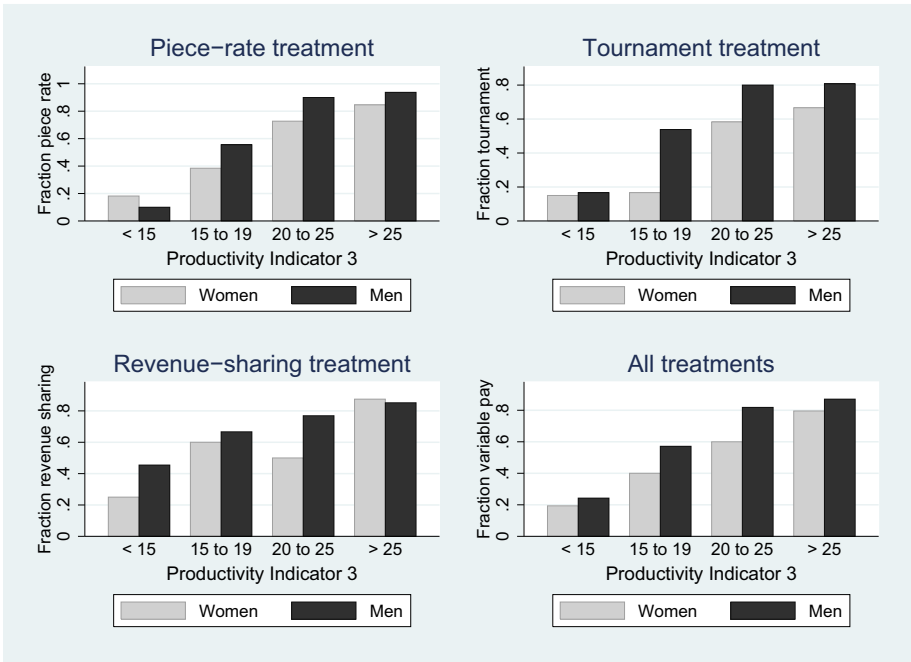 Piece−rate treatment
Fraction piece rate
0 .2 .4 .6 .8 1
< 15 15 to 19 20 to 25 > 25
Productivity Indicator 3
Women Men
Tournament treatment
Fraction tournament
0 .2 .4 .6 .8
< 15 15 to 19 20 to 25 > 25
Productivity Indicator 3
Women Men
Revenue−sharing treatment
Fraction revenue sharing
0 .2 .4 .6 .8
< 15 15 to 19 20 to 25 > 25
Productivity Indicator 3
Women Men
All treatments
Fraction variable pay
0 .2 .4 .6 .8
< 15 15 to 19 20 to 25 > 25
Productivity Indicator 3
Women Men